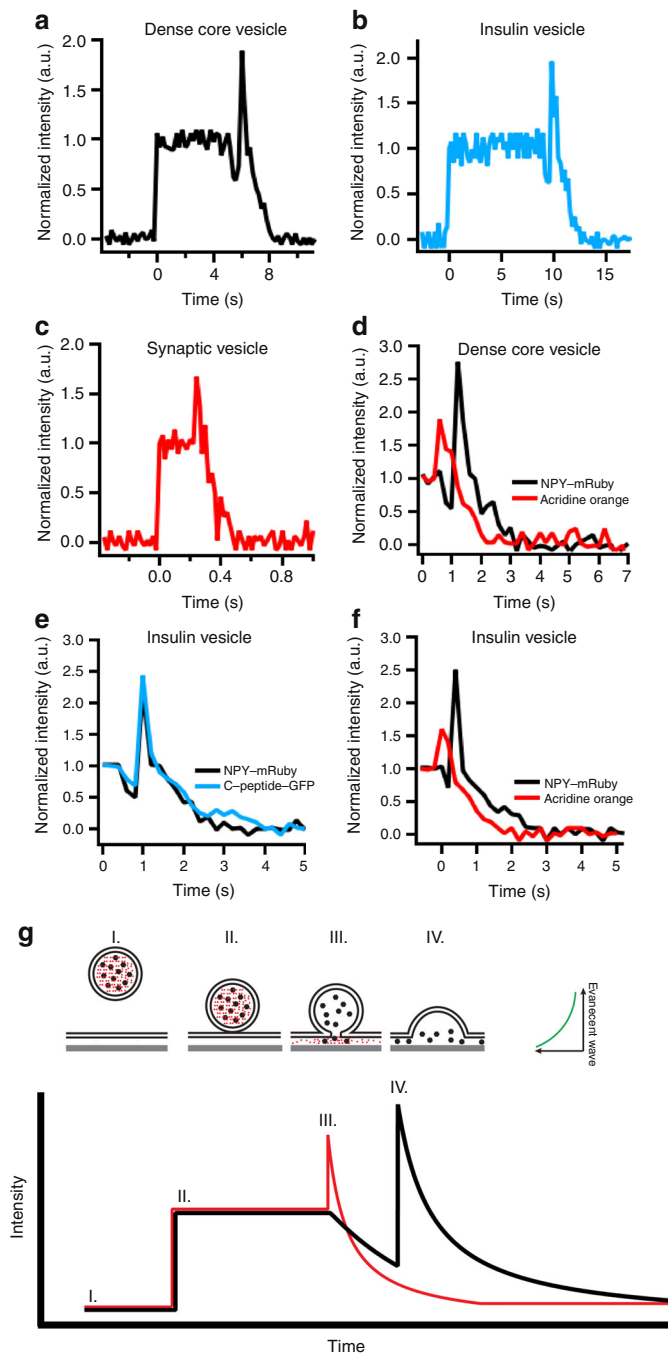 a
Dense core vesicle
Normalized intensity (a.u.)
2.0
1.5
1.0
0.5
0.0
0 4 8
Time (s)
b
Insulin vesicle
Normalized intensity (a.u.)
2.0
1.5
1.0
0.5
0.0
0 5 10 15
Time (s)
c
Synaptic vesicle
Normalized intensity (a.u.)
2.0
1.5
1.0
0.5
0.0
0.0 0.4 0.8
Time (s)
d
Dense core vesicle
Normalized intensity (a.u.)
3.0
2.5
2.0
1.5
1.0
0.5
0.0
NPY–mRuby
Acridine orange
0 1 2 3 4 5 6 7
Time (s)
e
Insulin vesicle
Normalized intensity (a.u.)
3.0
2.5
2.0
1.5
1.0
0.5
0.0
NPY–mRuby
C–peptide–GFP
0 1 2 3 4 5
Time (s)
f
Insulin vesicle
Normalized intensity (a.u.)
3.0
2.5
2.0
1.5
1.0
0.5
0.0
NPY–mRuby
Acridine orange
0 1 2 3 4 5
Time (s)
g
I. II. III. IV.
Evanecent wave
IV.
III.
II.
I.
Intensity
Time